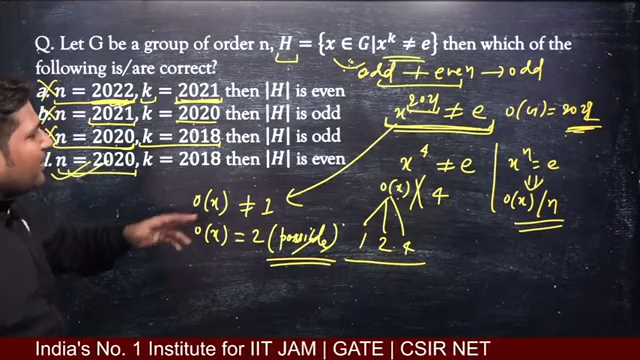 Q. Let G be a group of order n, H = {x ∈ G|x^k ≠ e} then which of the
following is/are correct?
odd + even → odd
a. n = 2022, k = 2021 then |H| is even
b. n = 2021, k = 2020 then |H| is odd
x^2021 ≠ e
n = 2020, k = 2018 then |H| is odd
d. n = 2020, k = 2018 then |H| is even
x^4 ≠ e
x^n = e
o(x) ∤ 4
⇓
o(x)/n
1 2 4
o(x) ≠ 1
o(x) = 2 (possible)
India's No. 1 Institute for IIT JAM | GATE | CSIR NET